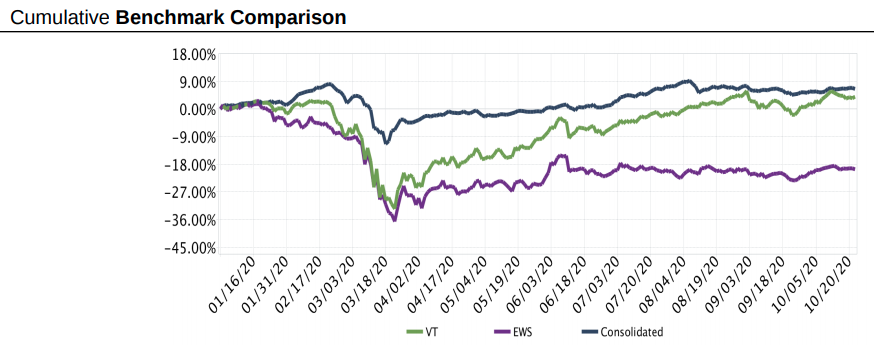 Cumulative Benchmark Comparison
18.00%
9.00%
0.00%
-9.00%
-18.00%
-27.00%
-36.00%
-45.00%
01/16/20 01/31/20 02/17/20 03/03/20 03/18/20 04/02/20 04/17/20 05/04/20 05/19/20 06/03/20 06/18/20 07/03/20 07/20/20 08/04/20 08/19/20 09/03/20 09/18/20 10/05/20 10/20/20
VT EWS Consolidated